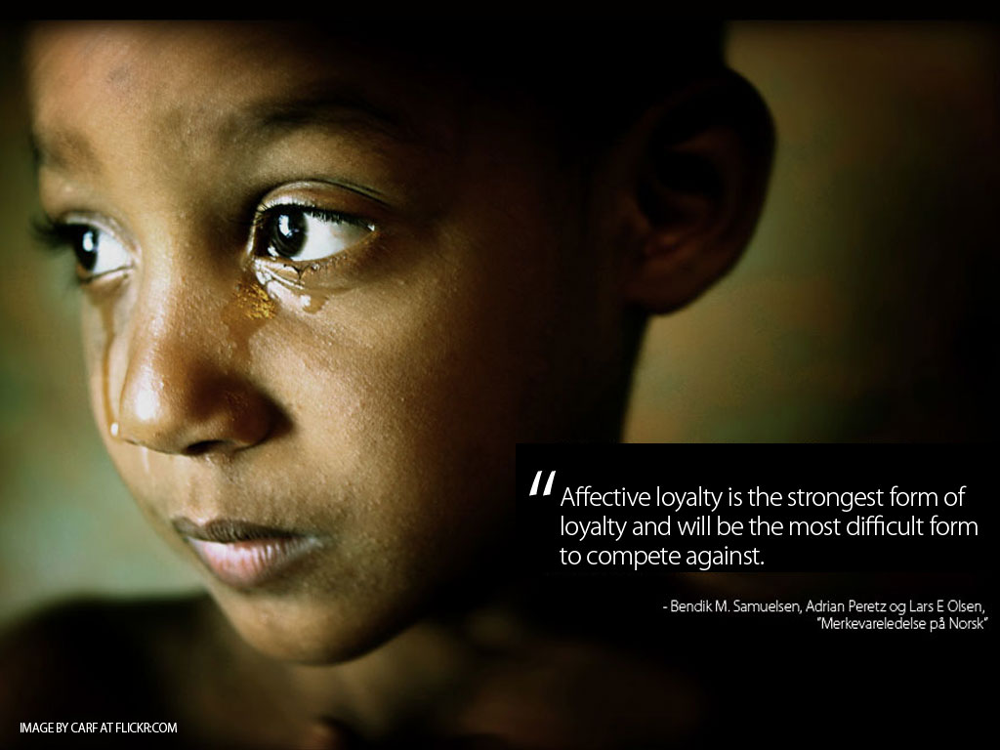 “ Affective loyalty is the strongest form of
loyalty and will be the most difficult form
to compete against.
- Bendik M. Samuelsen, Adrian Peretz og Lars E Olsen,
”Merkevareledelse på Norsk”
IMAGE BY CARF AT FLICKR.COM